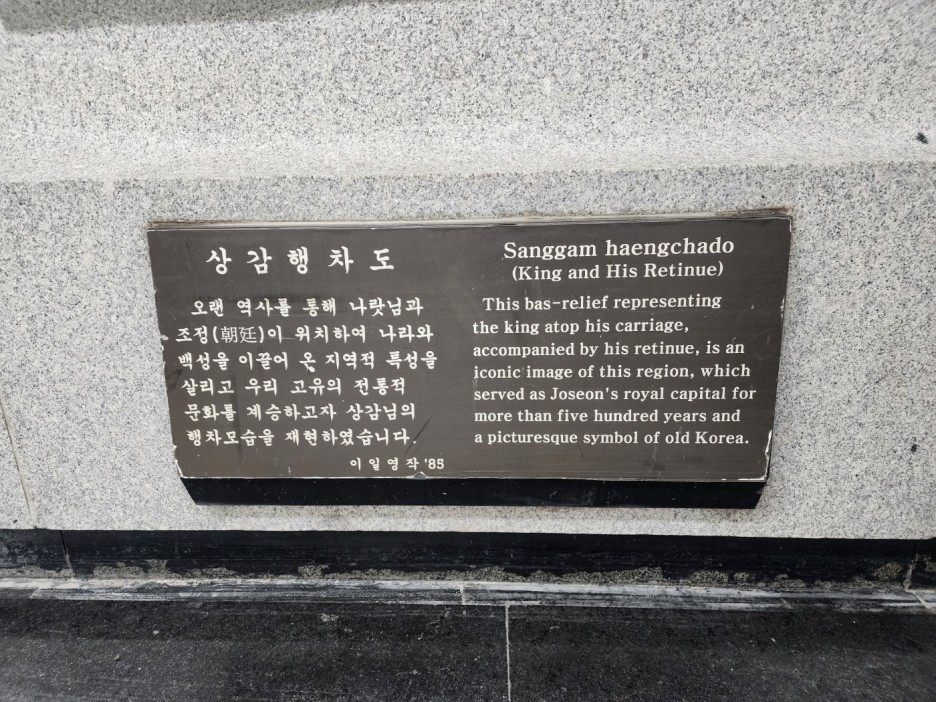 상감행차도
오랜 역사를 통해 나랏님과
조정(朝廷)이 위치하여 나라와
백성을 이끌어 온 지역적 특성을
살리고 우리 고유의 전통적
문화를 계승하고자 상감님의
행차모습을 재현하였습니다.
이일영작 '85
Sanggam haengchado
(King and His Retinue)
This bas-relief representing
the king atop his carriage,
accompanied by his retinue, is an
iconic image of this region, which
served as Joseon's royal capital for
more than five hundred years and
a picturesque symbol of old Korea.